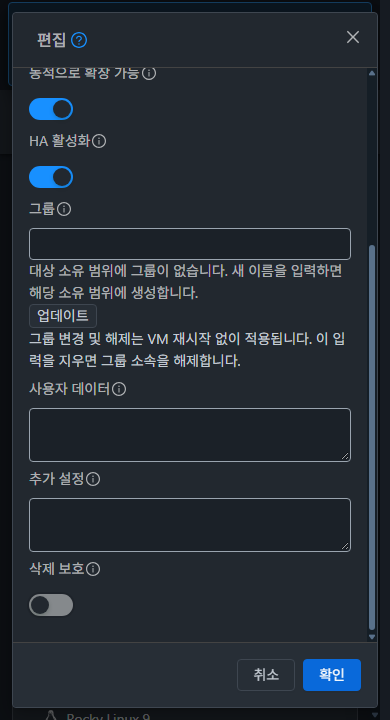 편집
동적으로 확장 가능
HA 활성화
그룹
대상 소유 범위에 그룹이 없습니다. 새 이름을 입력하면
해당 소유 범위에 생성합니다.
업데이트
그룹 변경 및 해제는 VM 재시작 없이 적용됩니다. 이 입
력을 지우면 그룹 소속을 해제합니다.
사용자 데이터
추가 설정
삭제 보호
취소
확인
Rocky Linux 9